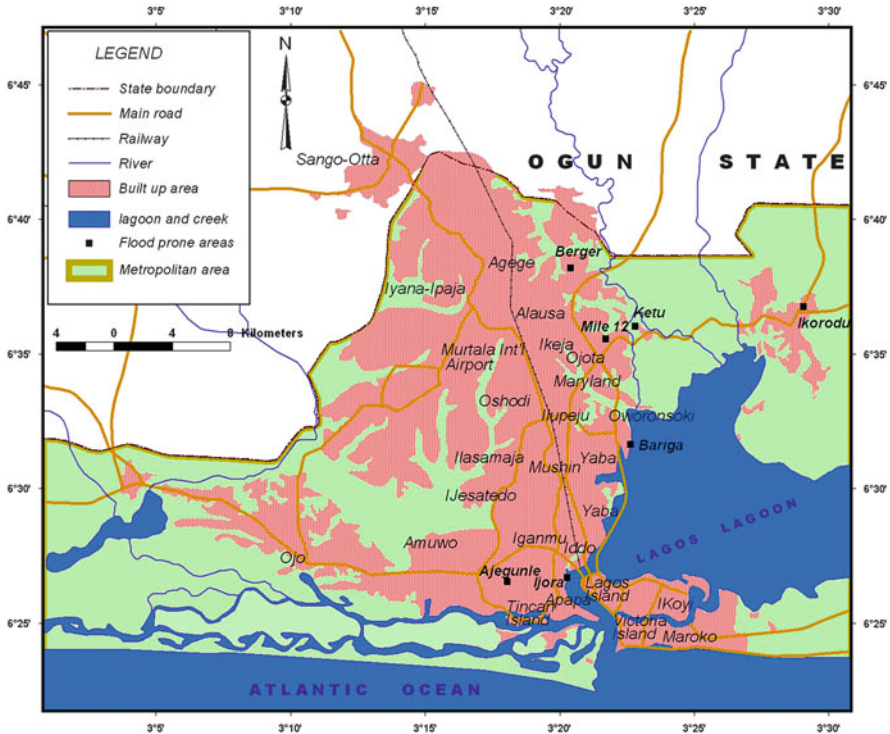 3°5' 3°10' 3°15' 3°20' 3°25' 3°30'
LEGEND
State boundary
Main road
Railway
River
Built up area
lagoon and creek
Flood prone areas
Metropolitan area
N
4 0 4 8 Kilometers
6°45'
6°40'
6°35'
6°30'
6°25'
6°45'
6°40'
6°35'
6°30'
6°25'
OGUN STATE
Sango-Otta
Berger
Agege
Iyana-Ipaja
Alausa
Ketu
Mile 12
Ikorodu
Murtala Int'l
Airport
Ikeja
Ojota
Maryland
Oshodi
Ilupeju
Oworonsoki
Bariga
Ilasamaja
Mushin
Yaba
IJesatedo
Yaba
LAGOS LAGOON
Iganmu
Amuwo
Iddo
Ojo
Ajegunle
Ijora
Lagos
Island
Apapa
IKoyi
Tincan
Island
Victoria
Island
Maroko
ATLANTIC OCEAN
3°5' 3°10' 3°15' 3°20' 3°25' 3°30'